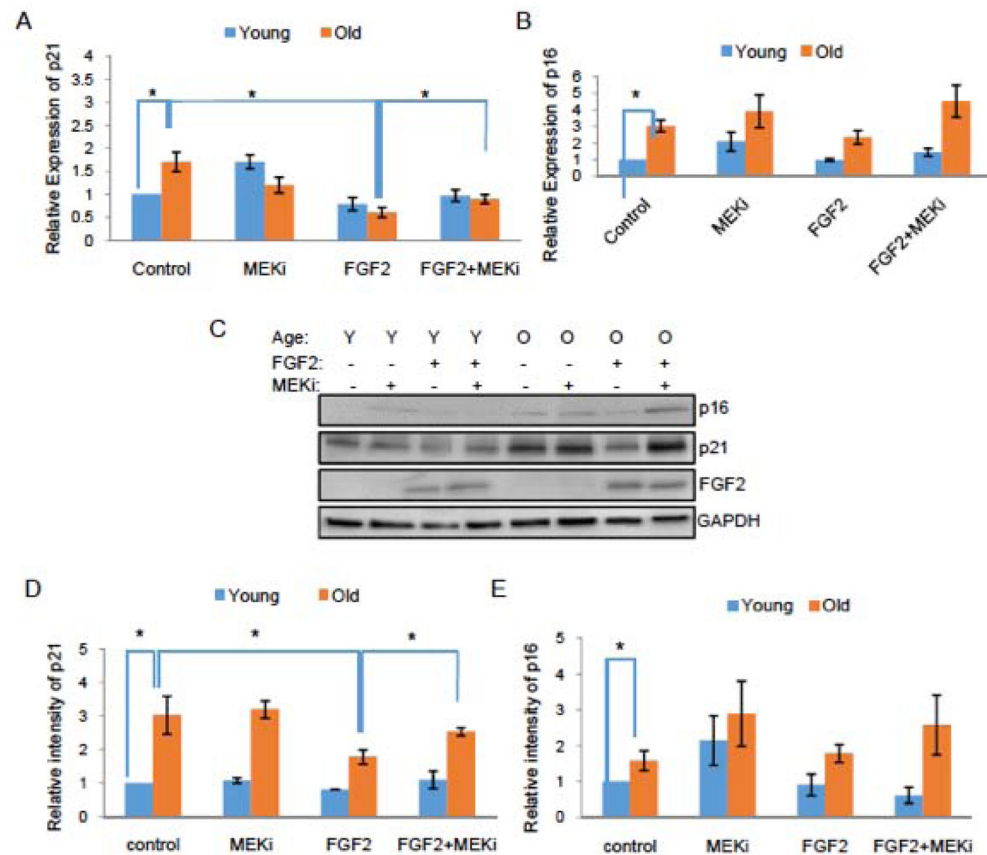 A
Young Old
Relative Expression of p21
4
3.5
3
2.5
2
1.5
1
0.5
0
* * *
Control MEKi FGF2 FGF2+MEKi
B
Young Old
Relative Expression of p16
6
5
4
3
2
1
0
*
Control MEKi FGF2 FGF2+MEKi
C
Age: Y Y Y Y O O O O
FGF2: - - + + - - + +
MEKi: - + - + - + - +
p16
p21
FGF2
GAPDH
D
Young Old
Relative intensity of p21
5
4
3
2
1
0
* * *
control MEKi FGF2 FGF2+MEKi
E
Young Old
Relative intensity of p16
5
4
3
2
1
0
*
Control MEKi FGF2 FGF2+MEKi